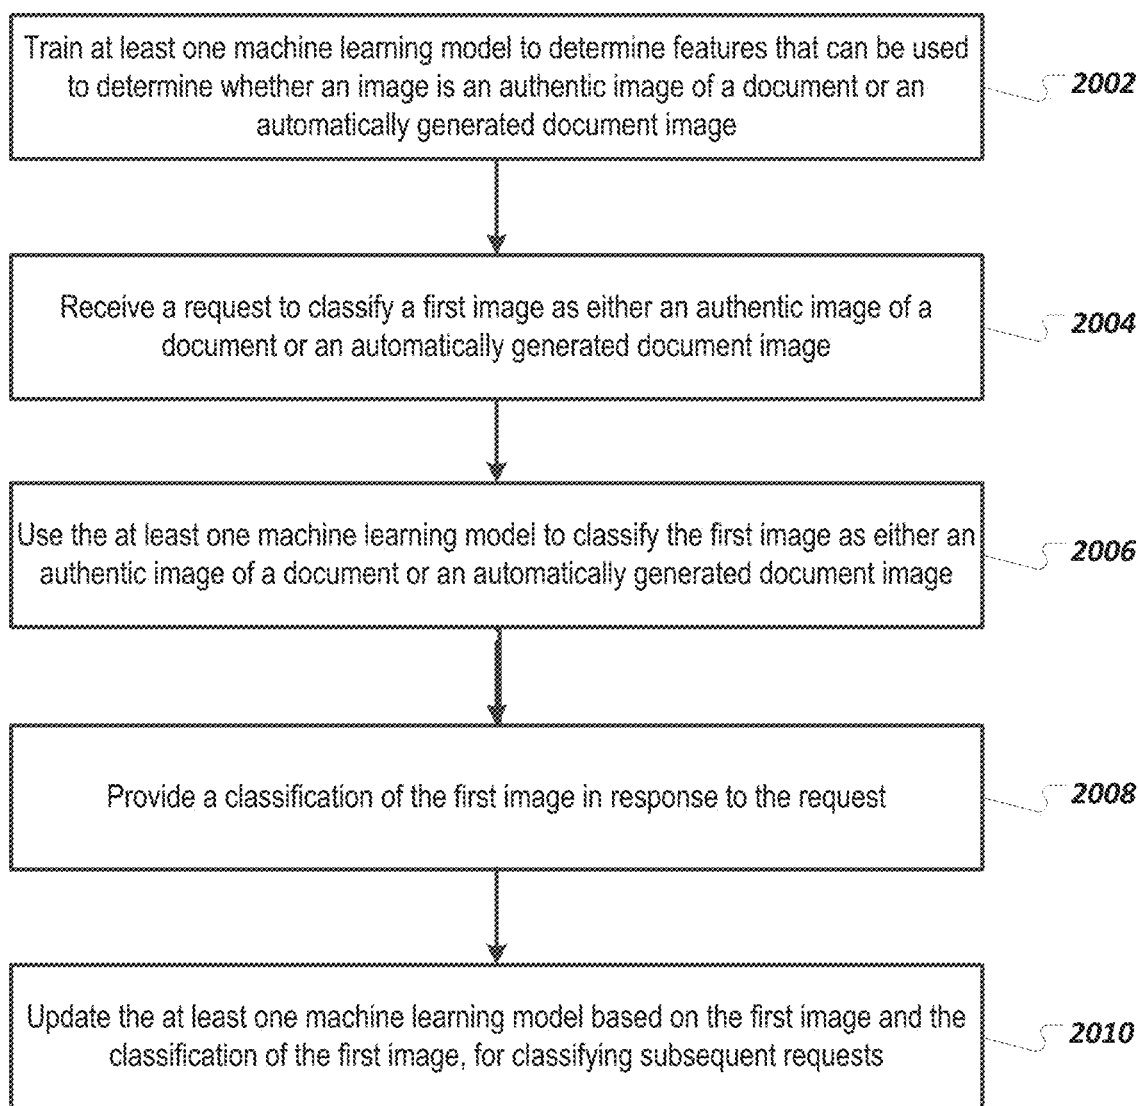 Train at least one machine learning model to determine features that can be used
to determine whether an image is an authentic image of a document or an
automatically generated document image
2002
Receive a request to classify a first image as either an authentic image of a
document or an automatically generated document image
2004
Use the at least one machine learning model to classify the first image as either an
authentic image of a document or an automatically generated document image
2006
Provide a classification of the first image in response to the request
2008
Update the at least one machine learning model based on the first image and the
classification of the first image, for classifying subsequent requests
2010